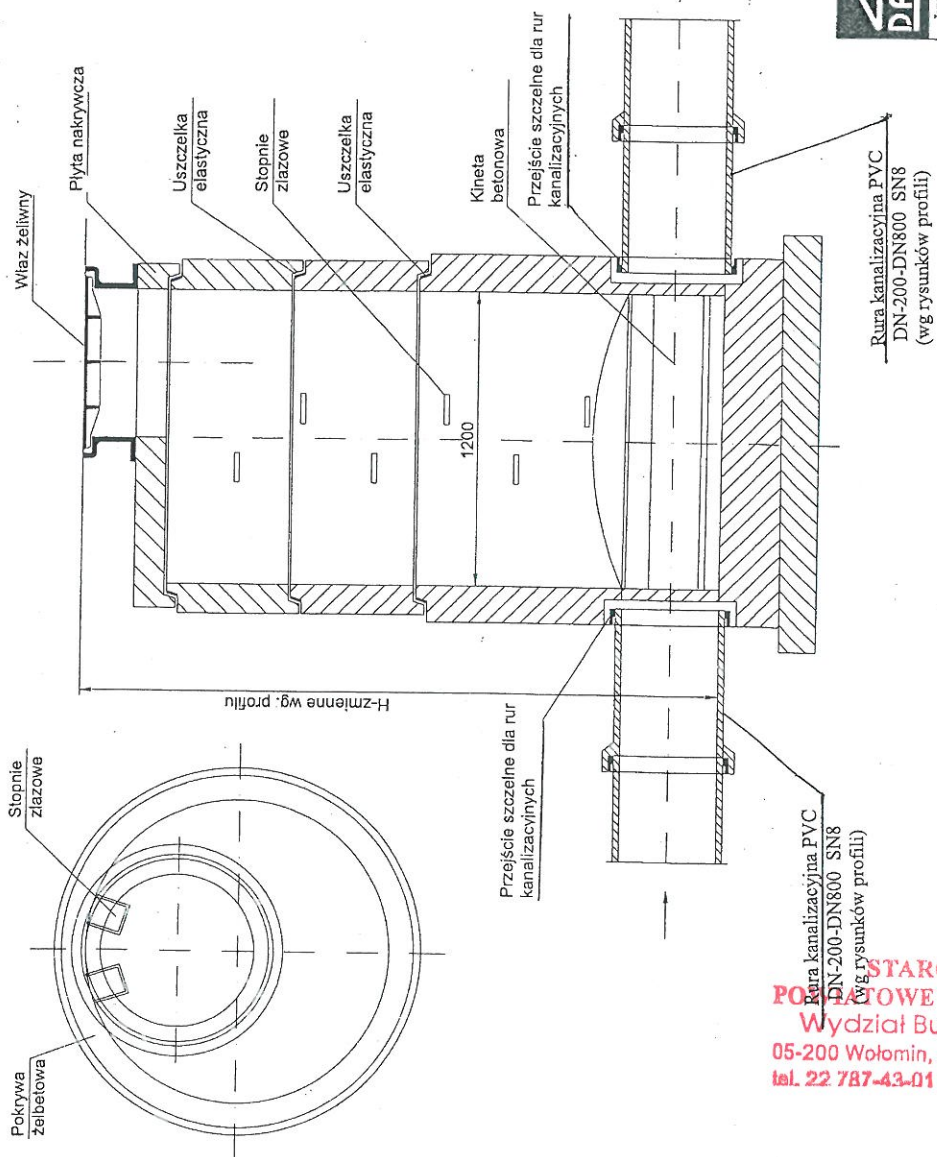 Właz żeliwny
Płyta nakrywcza
Uszczelka
elastyczna
Stopnie
złazowe
Uszczelka
elastyczna
Kineta
betonowa
Przejście szczelne dla rur
kanalizacyjnych
Rura kanalizacyjna PVC
DN-200-DN800 SN8
(wg rysunków profili)
1200
H-zmienne wg. profilu
Stopnie
złazowe
Pokrywa
żelbetowa
Przejście szczelne dla rur
kanalizacyjnych
Rura kanalizacyjna PVC
DN-200-DN800 SN8
(wg rysunków profili)
STARO
POWIATOWE
Wydział Bu
05-200 Wołomin,
tel. 22 787-43-01